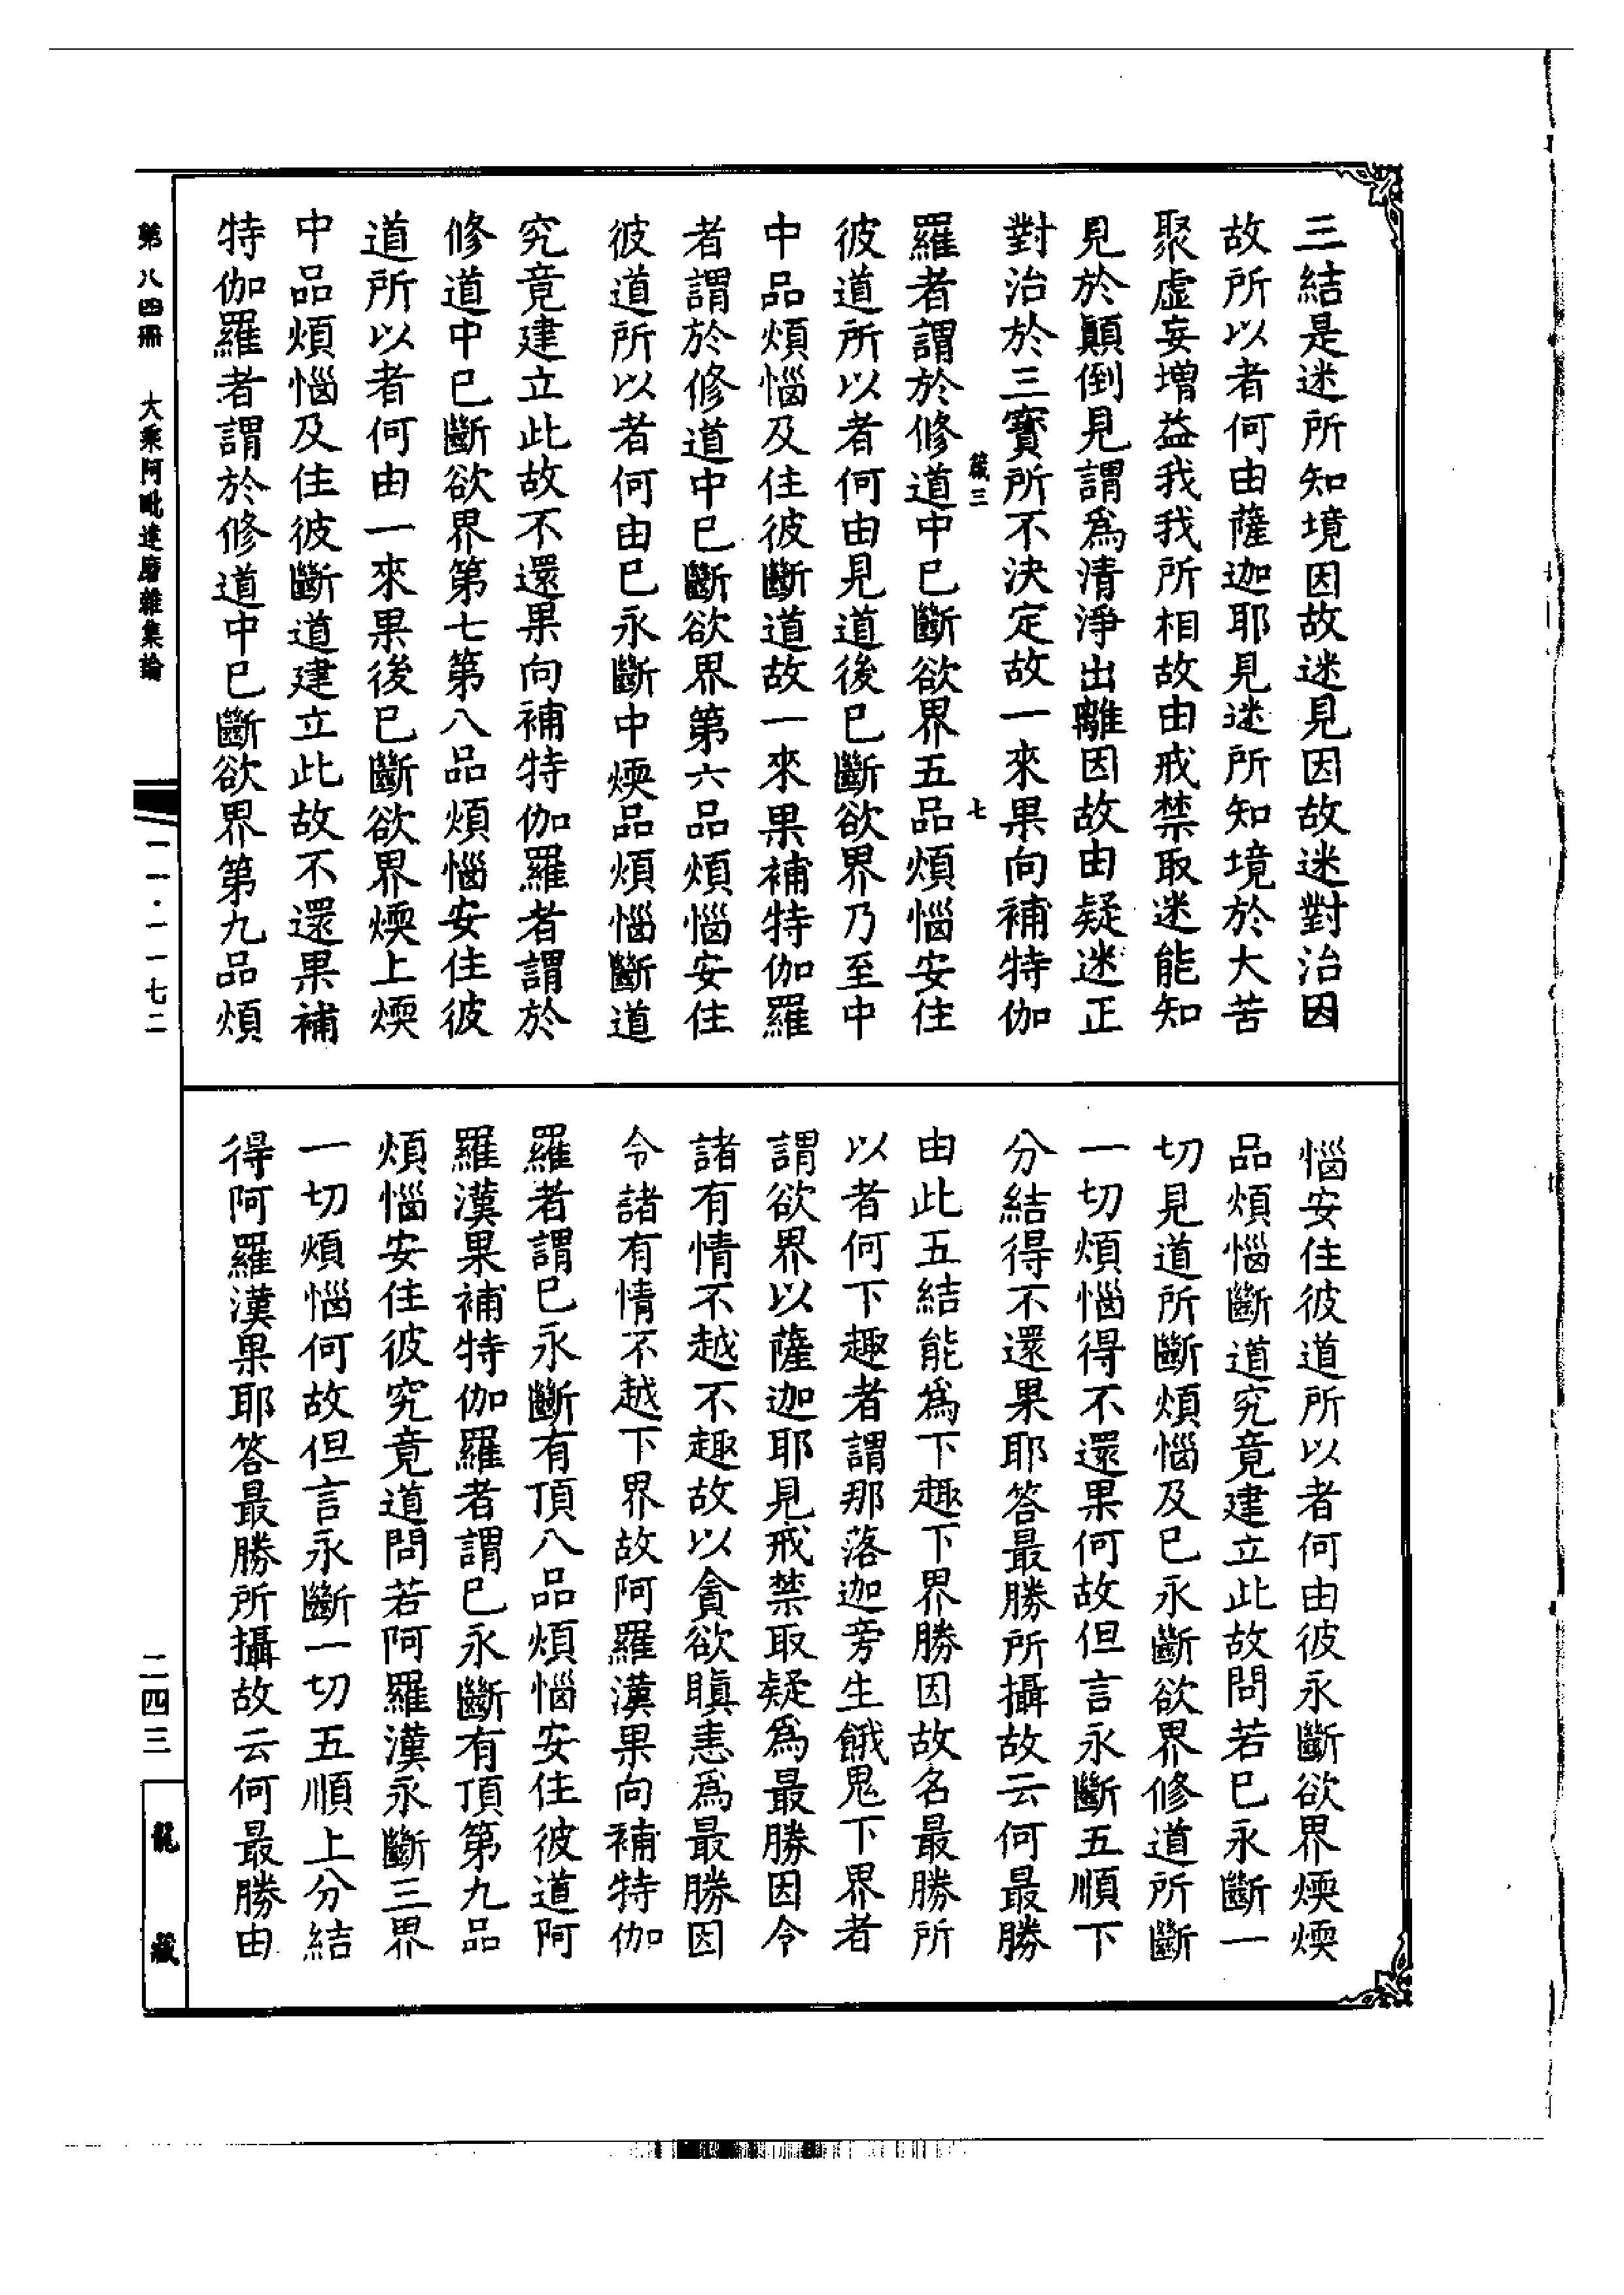 三結是迷所知境因故迷見因故迷對治因
故所以者何由薩迦耶見迷所知境於大苦
聚虛妄增益我我所相故由戒禁取迷能知
見於顛倒見謂為清淨出離因故由疑迷正
對治於三寶所不決定故一來果向補特伽
三 七
羅者謂於修道中已斷欲界五品煩惱安住
彼道所以者何由見道後已斷欲界乃至中
中品煩惱及住彼斷道故一來果補特伽羅
者謂於修道中已斷欲界第六品煩惱安住
彼道所以者何由已永斷中煗品煩惱斷道
究竟建立此故不還果向補特伽羅者謂於
修道中已斷欲界第七第八品煩惱安住彼
道所以者何由一來果後已斷欲界煗上煗
中品煩惱及住彼斷道建立此故不還果補
特伽羅者謂於修道中已斷欲界第九品煩
惱安住彼道所以者何由彼永斷欲界煗煗
品煩惱斷道究竟建立此故問若已永斷一
切見道所斷煩惱及已永斷欲界修道所斷
一切煩惱得不還果何故但言永斷五順下
分結得不還果耶答最勝所攝故云何最勝
由此五結能為下趣下界勝因故名最勝所
以者何下趣者謂那落迦旁生餓鬼下界者
謂欲界以薩迦耶見戒禁取疑為最勝因令
諸有情不越不趣故以貪欲瞋恚為最勝因
令諸有情不越下界故阿羅漢果向補特伽
羅者謂已永斷有頂八品煩惱安住彼道阿
羅漢果補特伽羅者謂已永斷有頂第九品
煩惱安住彼究竟道問若阿羅漢永斷三界
一切煩惱何故但言永斷一切五順上分結
得阿羅漢果耶答最勝所攝故云何最勝由
第八四冊 大乘阿毗達磨雜集論
一一·一一七二
二四三
龍藏